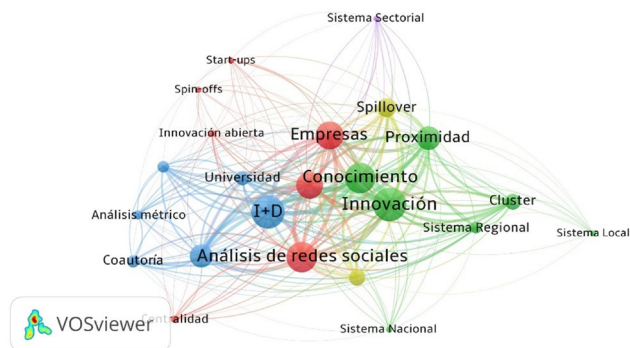 Sistema Sectorial
Start-ups
Spin-offs
Spillover
Innovación abierta
Empresas
Proximidad
Universidad
Conocimiento
I+D
Innovación
Cluster
Análisis métrico
Sistema Regional
Sistema Local
Coautoría
Análisis de redes sociales
Centralidad
VOSviewer
Sistema Nacional